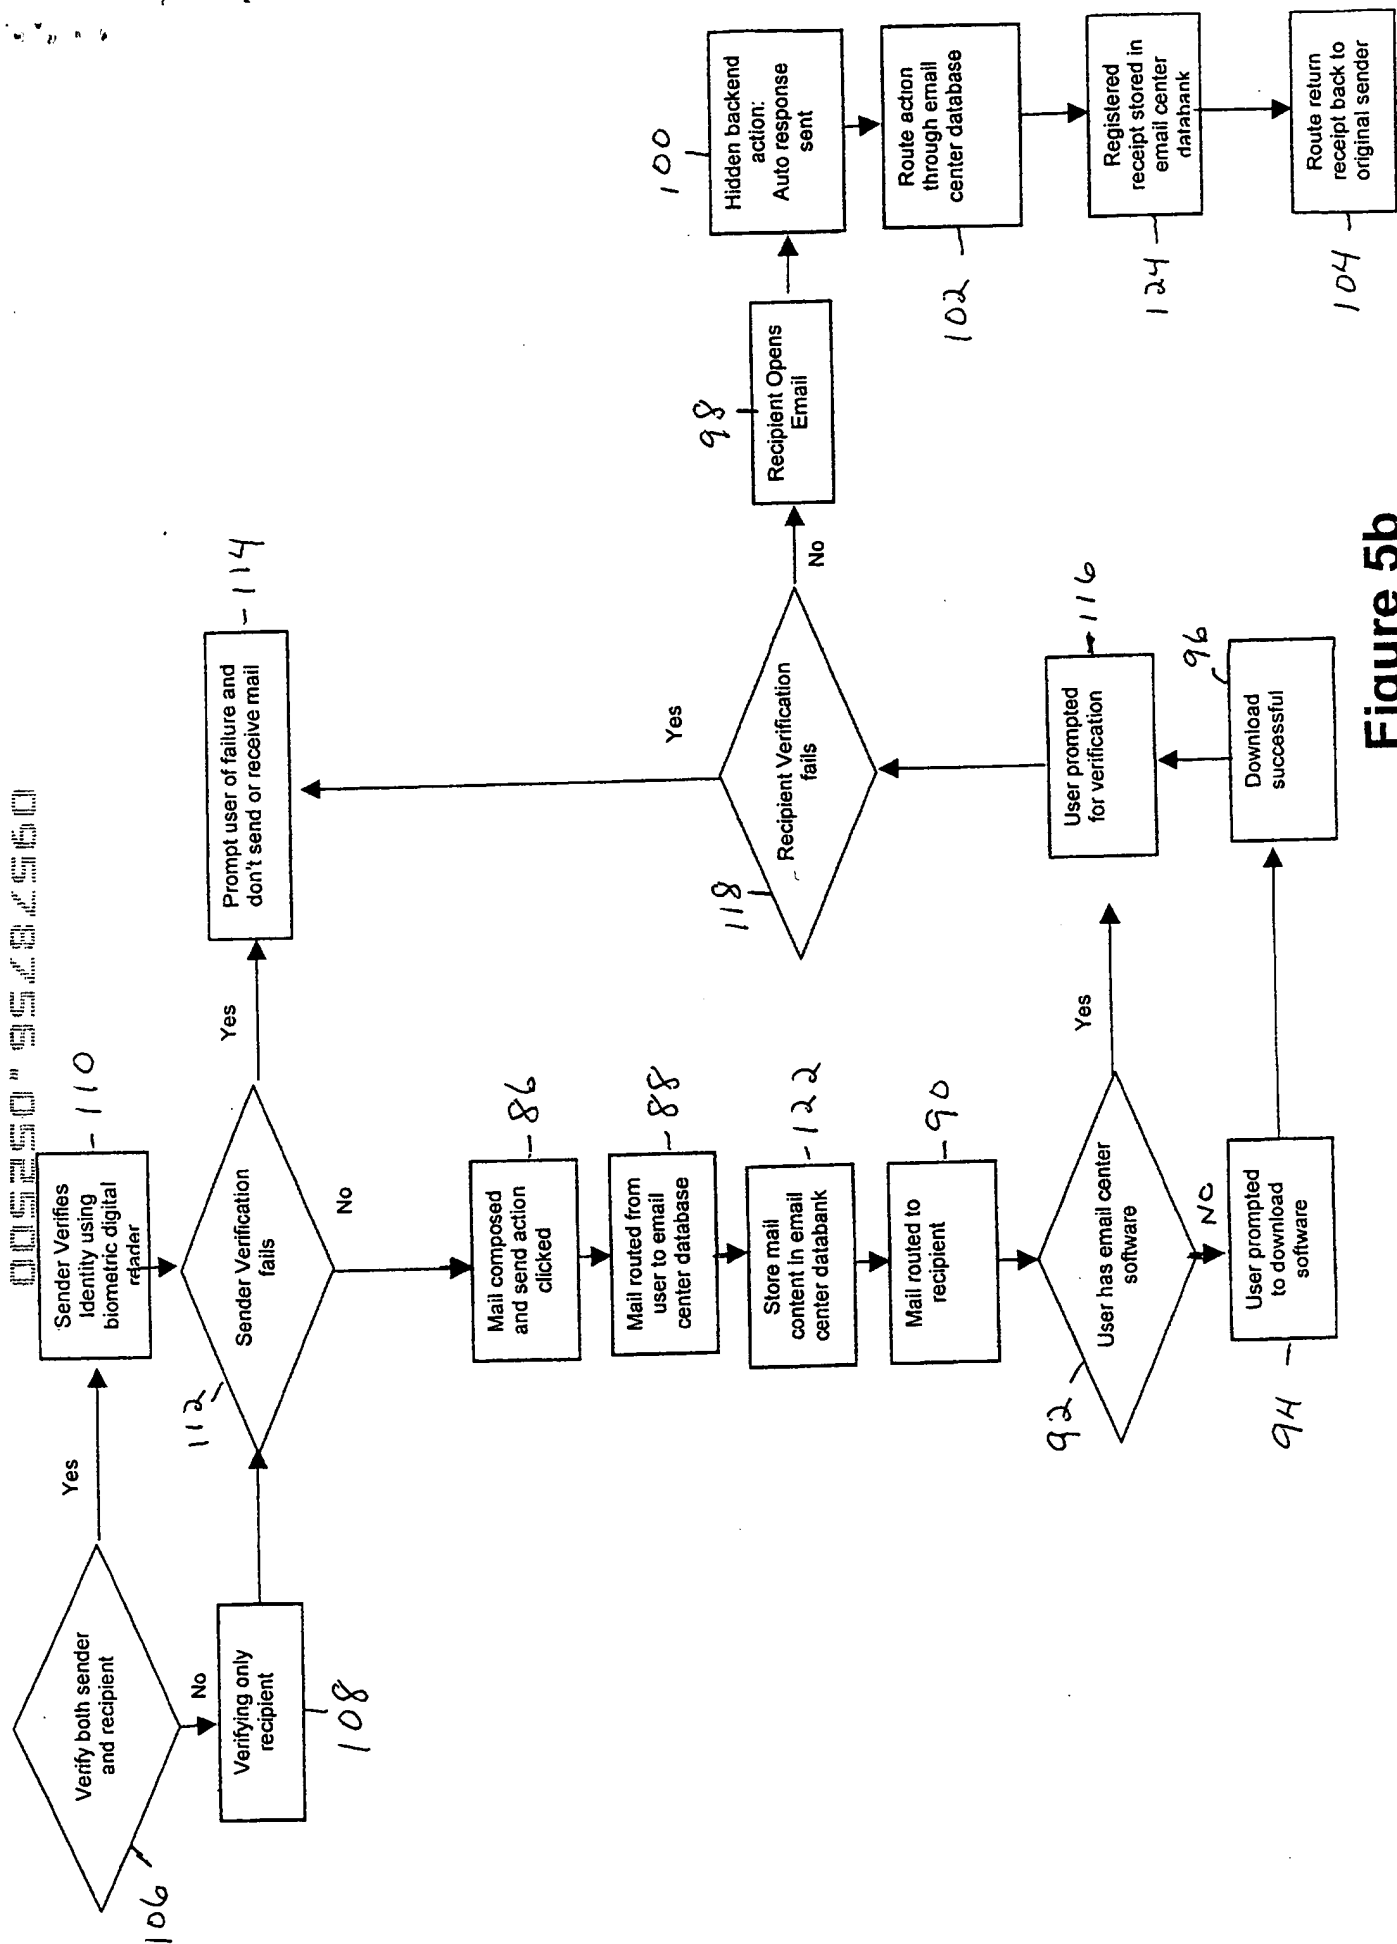 Verify both sender
and recipient
106
Yes
No
Verifying only
recipient
108
Sender Verifies
Identity using
biometric digital
reader
110
Sender Verification
fails
112
Yes
No
Prompt user of failure and
don't send or receive mail
114
Mail composed
and send action
clicked
86
Mail routed from
user to email
center database
88
Store mail
content in email
center databank
122
Mail routed to
recipient
90
User has email center
software
92
Yes
NO
User prompted
to download
software
94
Download
successful
96
User prompted
for verification
116
Recipient Verification
fails
118
Yes
No
Recipient Opens
Email
98
Hidden backend
action:
Auto response
sent
100
Route action
through email
center database
102
Registered
receipt stored in
email center
databank
124
Route return
receipt back to
original sender
104
Figure 5b